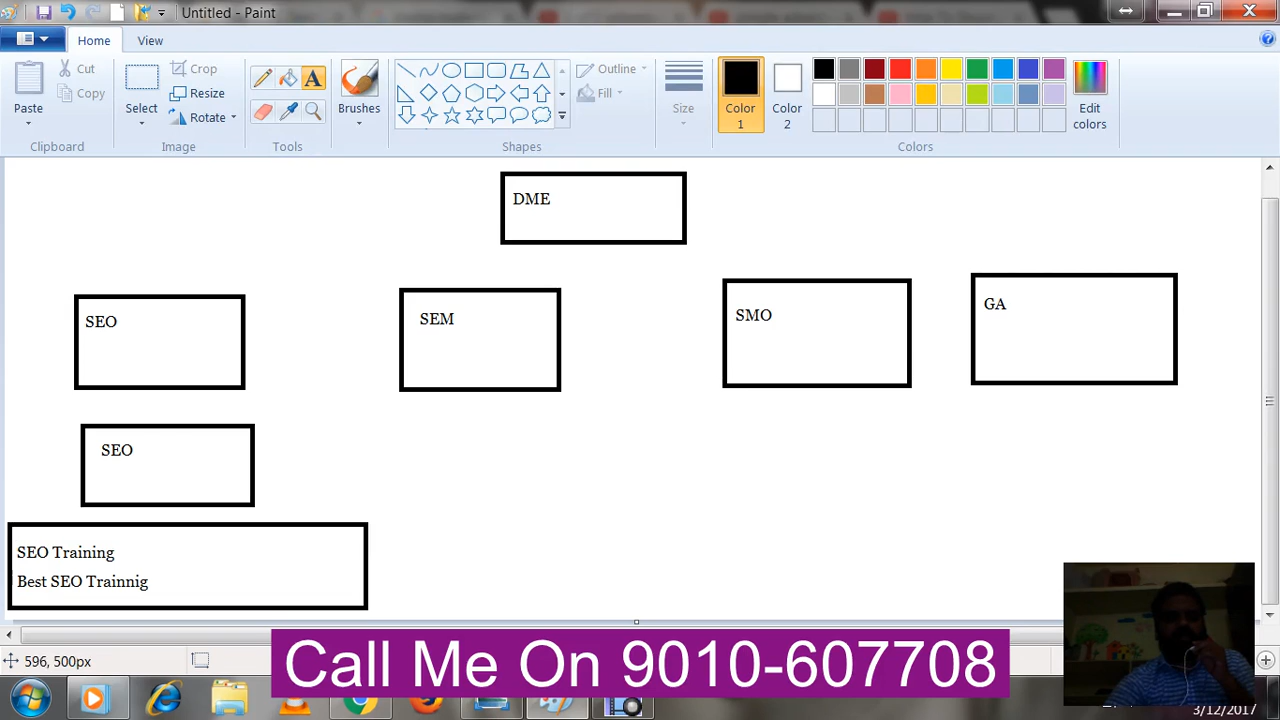 Untitled - Paint
Home
View
Paste
Cut
Copy
Clipboard
Select
Crop
Resize
Rotate
Image
Tools
Brushes
Shapes
Outline
Fill
Size
Color 1
Color 2
Edit colors
Colors
DME
SEO
SEM
SMO
GA
SEO
SEO Training
Best SEO Trainnig
596, 500px
Call Me On 9010-607708
3/12/2017